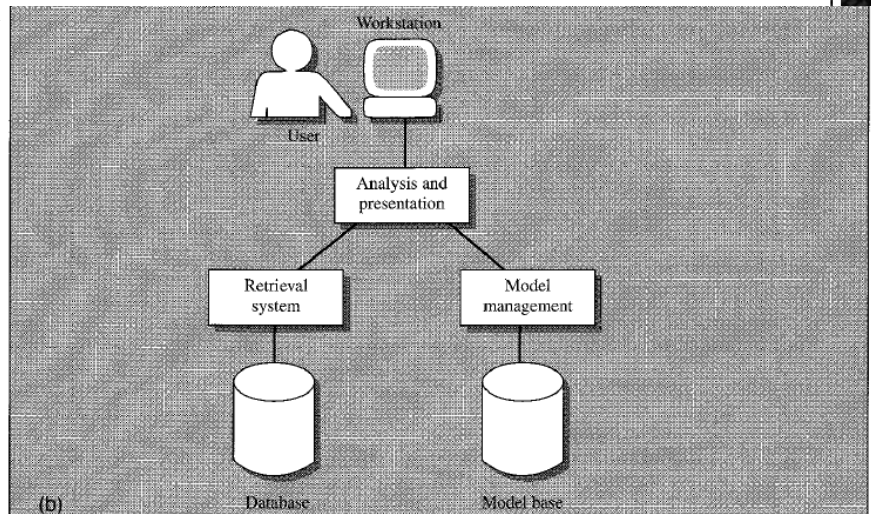 Workstation
User
Analysis and
presentation
Retrieval
system
Model
management
Database
Model base
(b)